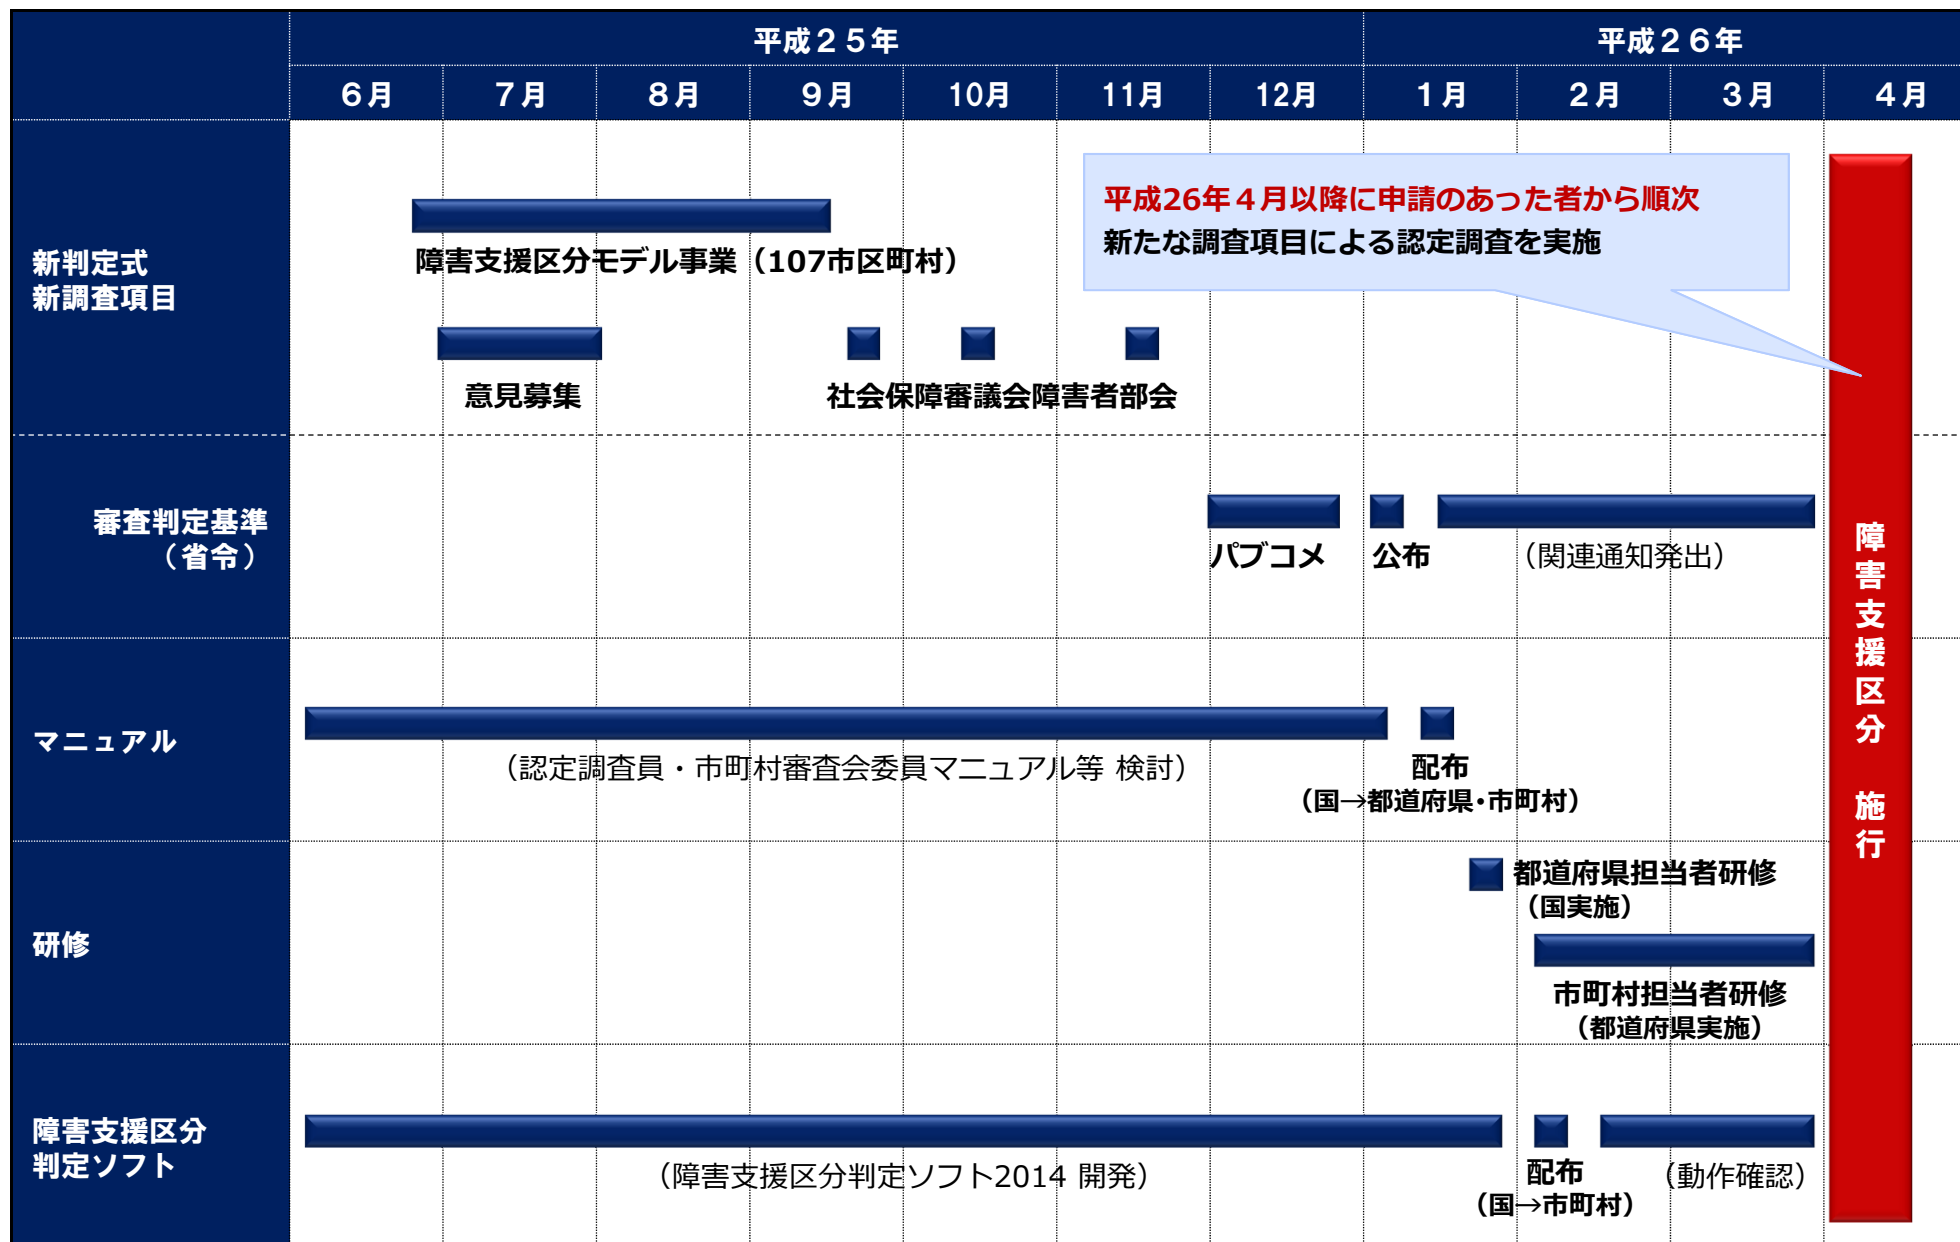 平成２５年
平成２６年
６月
７月
８月
９月
10月
11月
12月
１月
２月
３月
４月
新判定式
新調査項目
障害支援区分モデル事業（107市区町村）
意見募集
社会保障審議会障害者部会
平成26年４月以降に申請のあった者から順次
新たな調査項目による認定調査を実施
審査判定基準
（省令）
パブコメ
公布
（関連通知発出）
マニュアル
（認定調査員・市町村審査会委員マニュアル等 検討）
配布
（国→都道府県・市町村）
研修
都道府県担当者研修
（国実施）
市町村担当者研修
（都道府県実施）
障害支援区分
判定ソフト
（障害支援区分判定ソフト2014 開発）
配布
（国→市町村）
（動作確認）
障害支援区分　施行